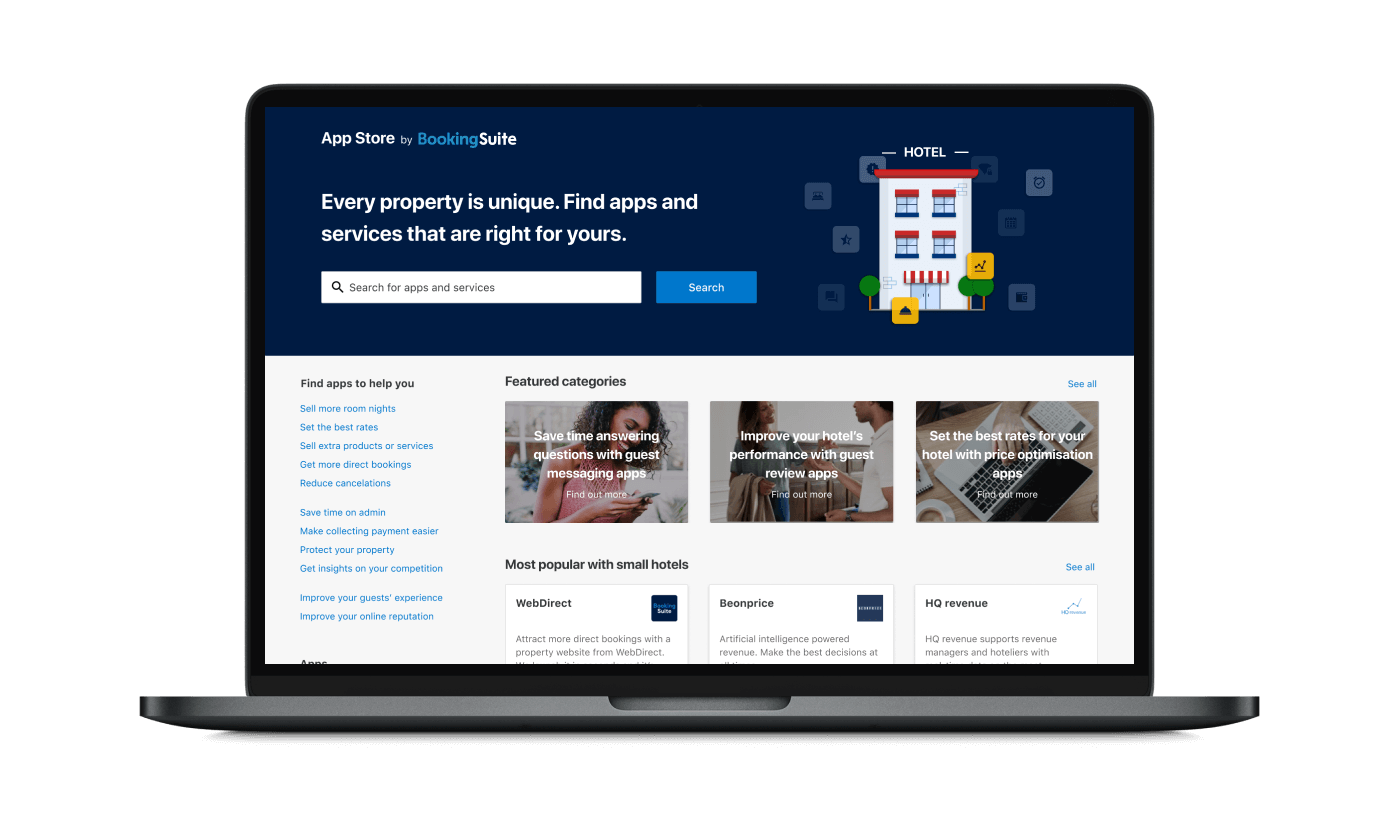 App Store by BookingSuite
HOTEL
Every property is unique. Find apps and
services that are right for yours.
Search for apps and services
Search
Find apps to help you
Sell more room nights
Set the best rates
Sell extra products or services
Get more direct bookings
Reduce cancelations
Save time on admin
Make collecting payment easier
Protect your property
Get insights on your competition
Improve your guests' experience
Improve your online reputation
Apps
Featured categories
See all
Save time answering
questions with guest
messaging apps
Find out more
Improve your hotel's
performance with guest
review apps
Find out more
Set the best rates for your
hotel with price optimisation
apps
Find out more
Most popular with small hotels
See all
WebDirect
Booking
Suite
Attract more direct bookings with a
property website from WebDirect.
Beonprice
BEONPRICE
Artificial intelligence powered
revenue. Make the best decisions at
HQ revenue
HQ revenue
HQ revenue supports revenue
managers and hoteliers with